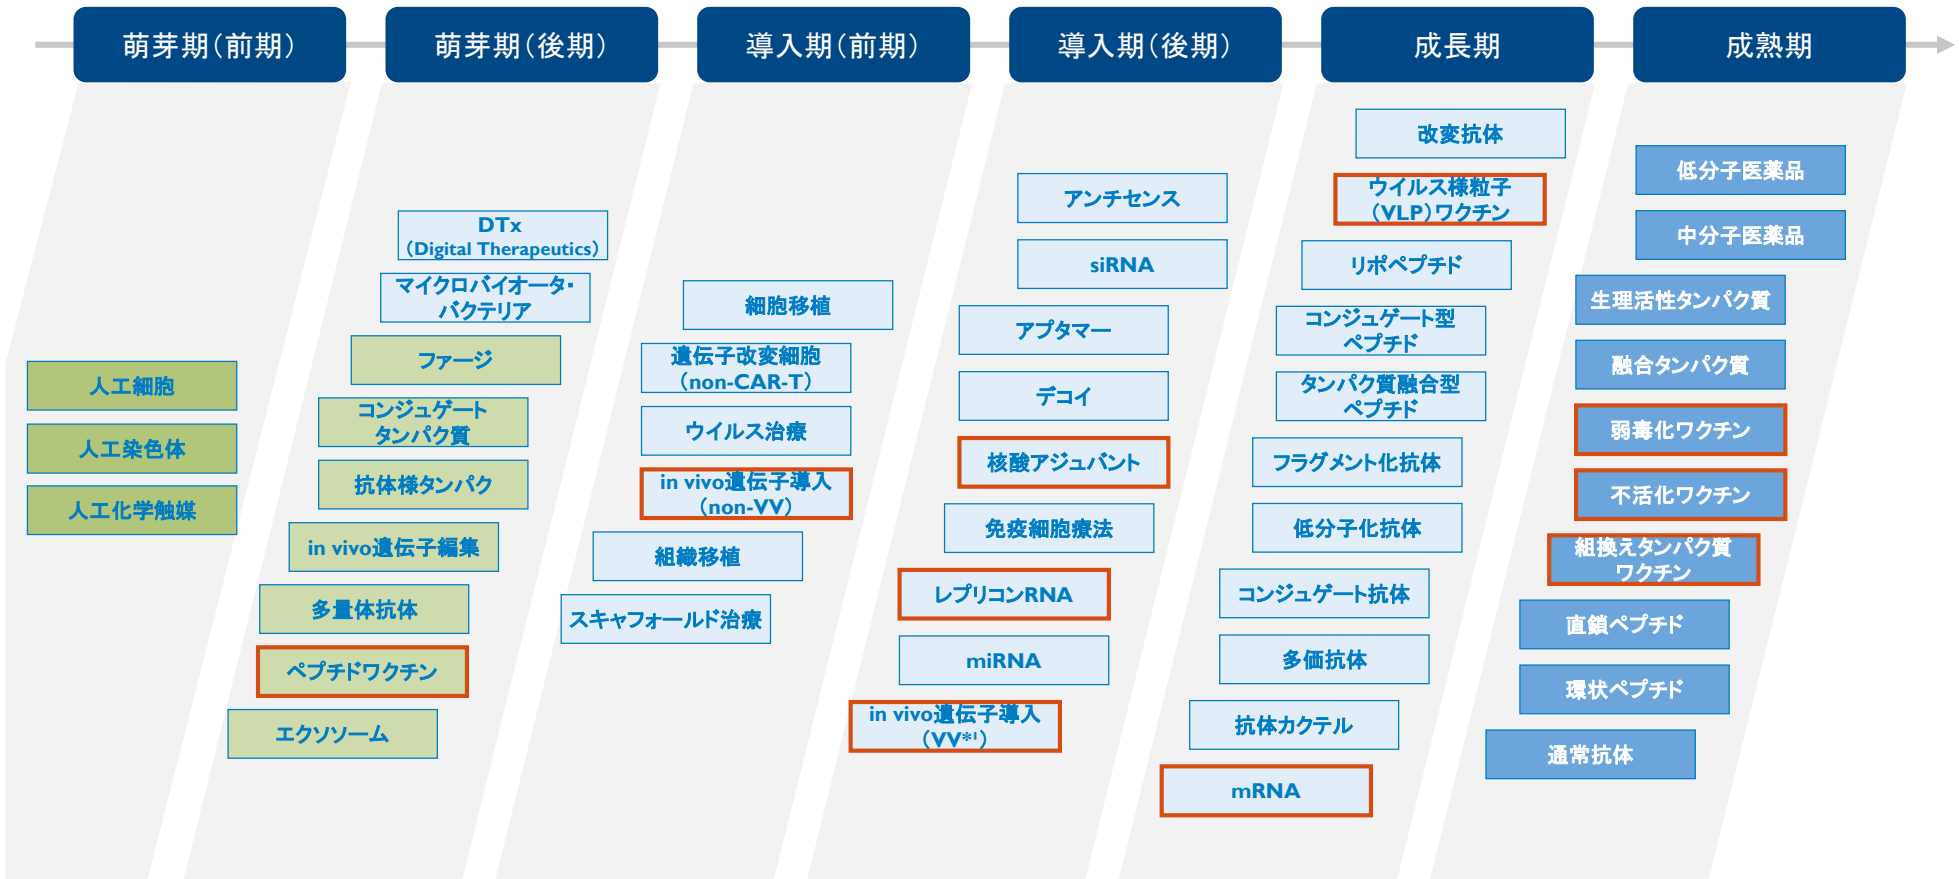 萌芽期（前期）
萌芽期（後期）
導入期（前期）
導入期（後期）
成長期
成熟期
人工細胞
人工染色体
人工化学触媒
DTx
（Digital Therapeutics）
マイクロバイオータ・
バクテリア
ファージ
コンジュゲート
タンパク質
抗体様タンパク
in vivo遺伝子編集
多量体抗体
ペプチドワクチン
エクソソーム
細胞移植
遺伝子改変細胞
（non-CAR-T）
ウイルス治療
in vivo遺伝子導入
（non-VV）
組織移植
スキャフォールド治療
アンチセンス
siRNA
アプタマー
デコイ
核酸アジュバント
免疫細胞療法
レプリコンRNA
miRNA
in vivo遺伝子導入
（VV*1）
改変抗体
ウイルス様粒子
（VLP）ワクチン
リポペプチド
コンジュゲート型
ペプチド
タンパク質融合型
ペプチド
フラグメント化抗体
低分子化抗体
コンジュゲート抗体
多価抗体
抗体カクテル
mRNA
低分子医薬品
中分子医薬品
生理活性タンパク質
融合タンパク質
弱毒化ワクチン
不活化ワクチン
組換えタンパク質
ワクチン
直鎖ペプチド
環状ペプチド
通常抗体